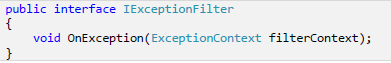 public interface IExceptionFilter
{
    void OnException(ExceptionContext filterContext);
}